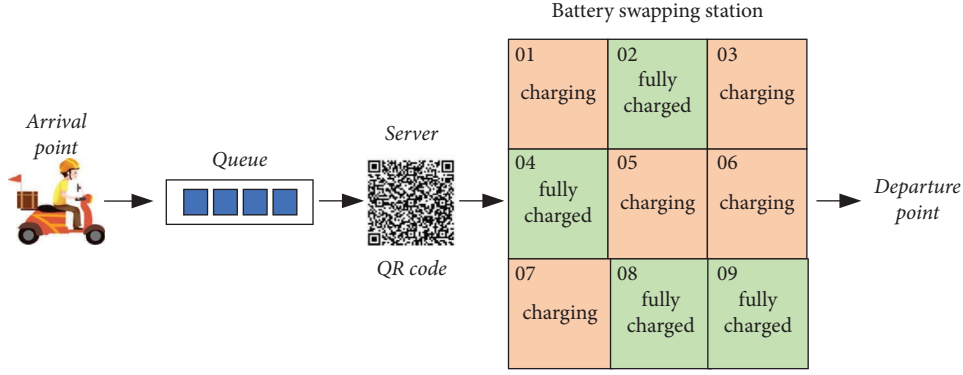 Battery swapping station
Arrival
point
Queue
Server
QR code
01
charging
02
fully
charged
03
charging
04
fully
charged
05
charging
06
charging
07
charging
08
fully
charged
09
fully
charged
Departure
point